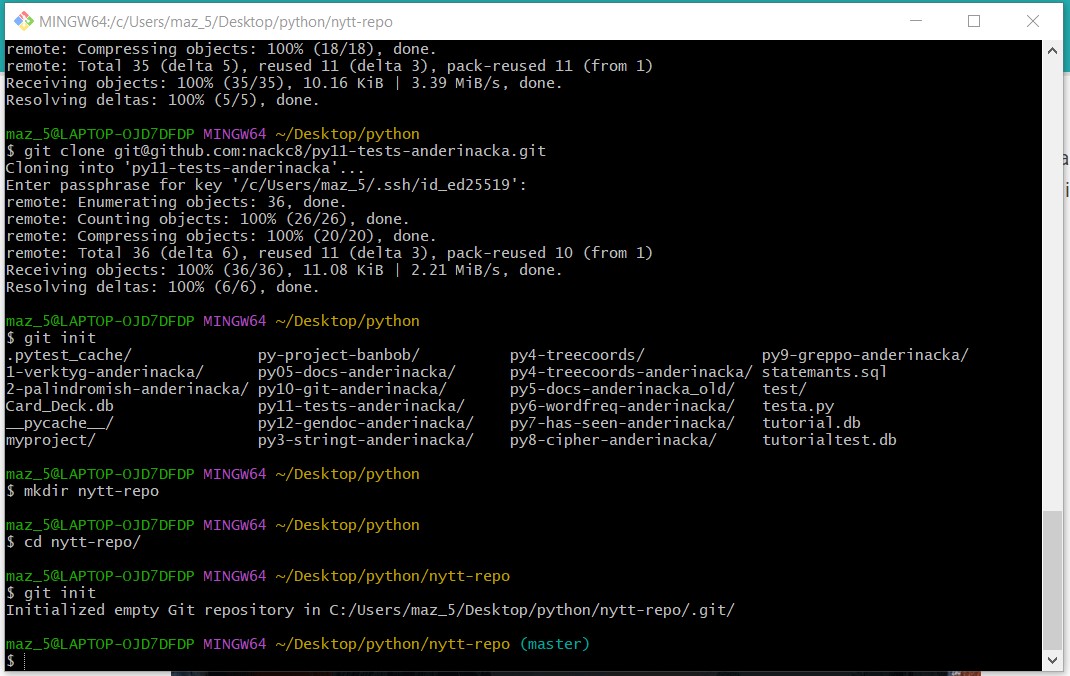 MINGW64:/c/Users/maz_5/Desktop/python/nytt-repo
remote: Compressing objects: 100% (18/18), done.
remote: Total 35 (delta 5), reused 11 (delta 3), pack-reused 11 (from 1)
Receiving objects: 100% (35/35), 10.16 KiB | 3.39 MiB/s, done.
Resolving deltas: 100% (5/5), done.
maz_5@LAPTOP-OJD7DFDP MINGW64 ~/Desktop/python
$ git clone git@github.com:nackc8/py11-tests-anderinacka.git
Cloning into 'py11-tests-anderinacka'...
Enter passphrase for key '/c/Users/maz_5/.ssh/id_ed25519':
remote: Enumerating objects: 36, done.
remote: Counting objects: 100% (26/26), done.
remote: Compressing objects: 100% (20/20), done.
remote: Total 36 (delta 6), reused 11 (delta 3), pack-reused 10 (from 1)
Receiving objects: 100% (36/36), 11.08 KiB | 2.21 MiB/s, done.
Resolving deltas: 100% (6/6), done.
maz_5@LAPTOP-OJD7DFDP MINGW64 ~/Desktop/python
$ git init
.pytest_cache/ py-project-banbob/ py4-treecoords/ py9-greppo-anderinacka/
1-verktyg-anderinacka/ py05-docs-anderinacka/ py4-treecoords-anderinacka/ statemants.sql
2-palindromish-anderinacka/ py10-git-anderinacka/ py5-docs-anderinacka_old/ test/
Card_Deck.db py11-tests-anderinacka/ py6-wordfreq-anderinacka/ testa.py
__pycache__/ py12-gendoc-anderinacka/ py7-has-seen-anderinacka/ tutorial.db
myproject/ py3-stringt-anderinacka/ py8-cipher-anderinacka/ tutorialtest.db
maz_5@LAPTOP-OJD7DFDP MINGW64 ~/Desktop/python
$ mkdir nytt-repo
maz_5@LAPTOP-OJD7DFDP MINGW64 ~/Desktop/python
$ cd nytt-repo/
maz_5@LAPTOP-OJD7DFDP MINGW64 ~/Desktop/python/nytt-repo
$ git init
Initialized empty Git repository in C:/Users/maz_5/Desktop/python/nytt-repo/.git/
maz_5@LAPTOP-OJD7DFDP MINGW64 ~/Desktop/python/nytt-repo (master)
$